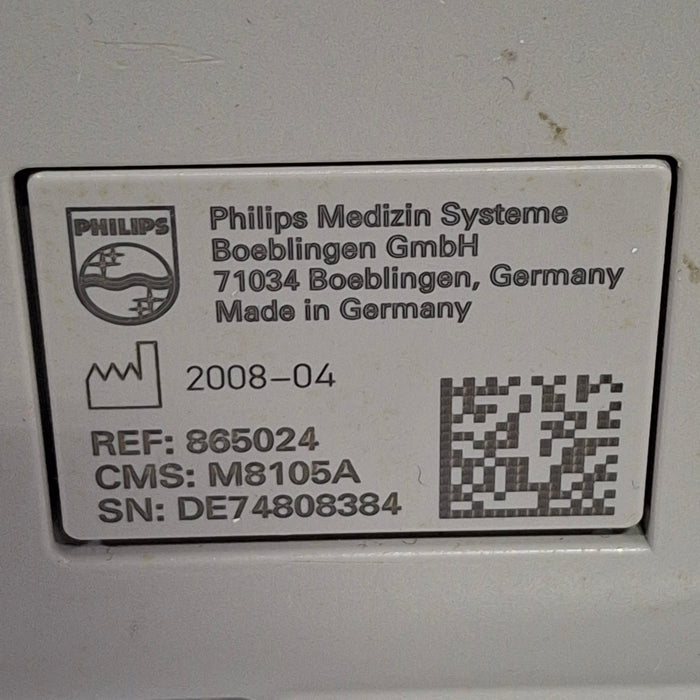 PHILIPS
Philips Medizin Systeme
Boeblingen GmbH
71034 Boeblingen, Germany
Made in Germany
2008-04
REF: 865024
CMS: M8105A
SN: DE74808384